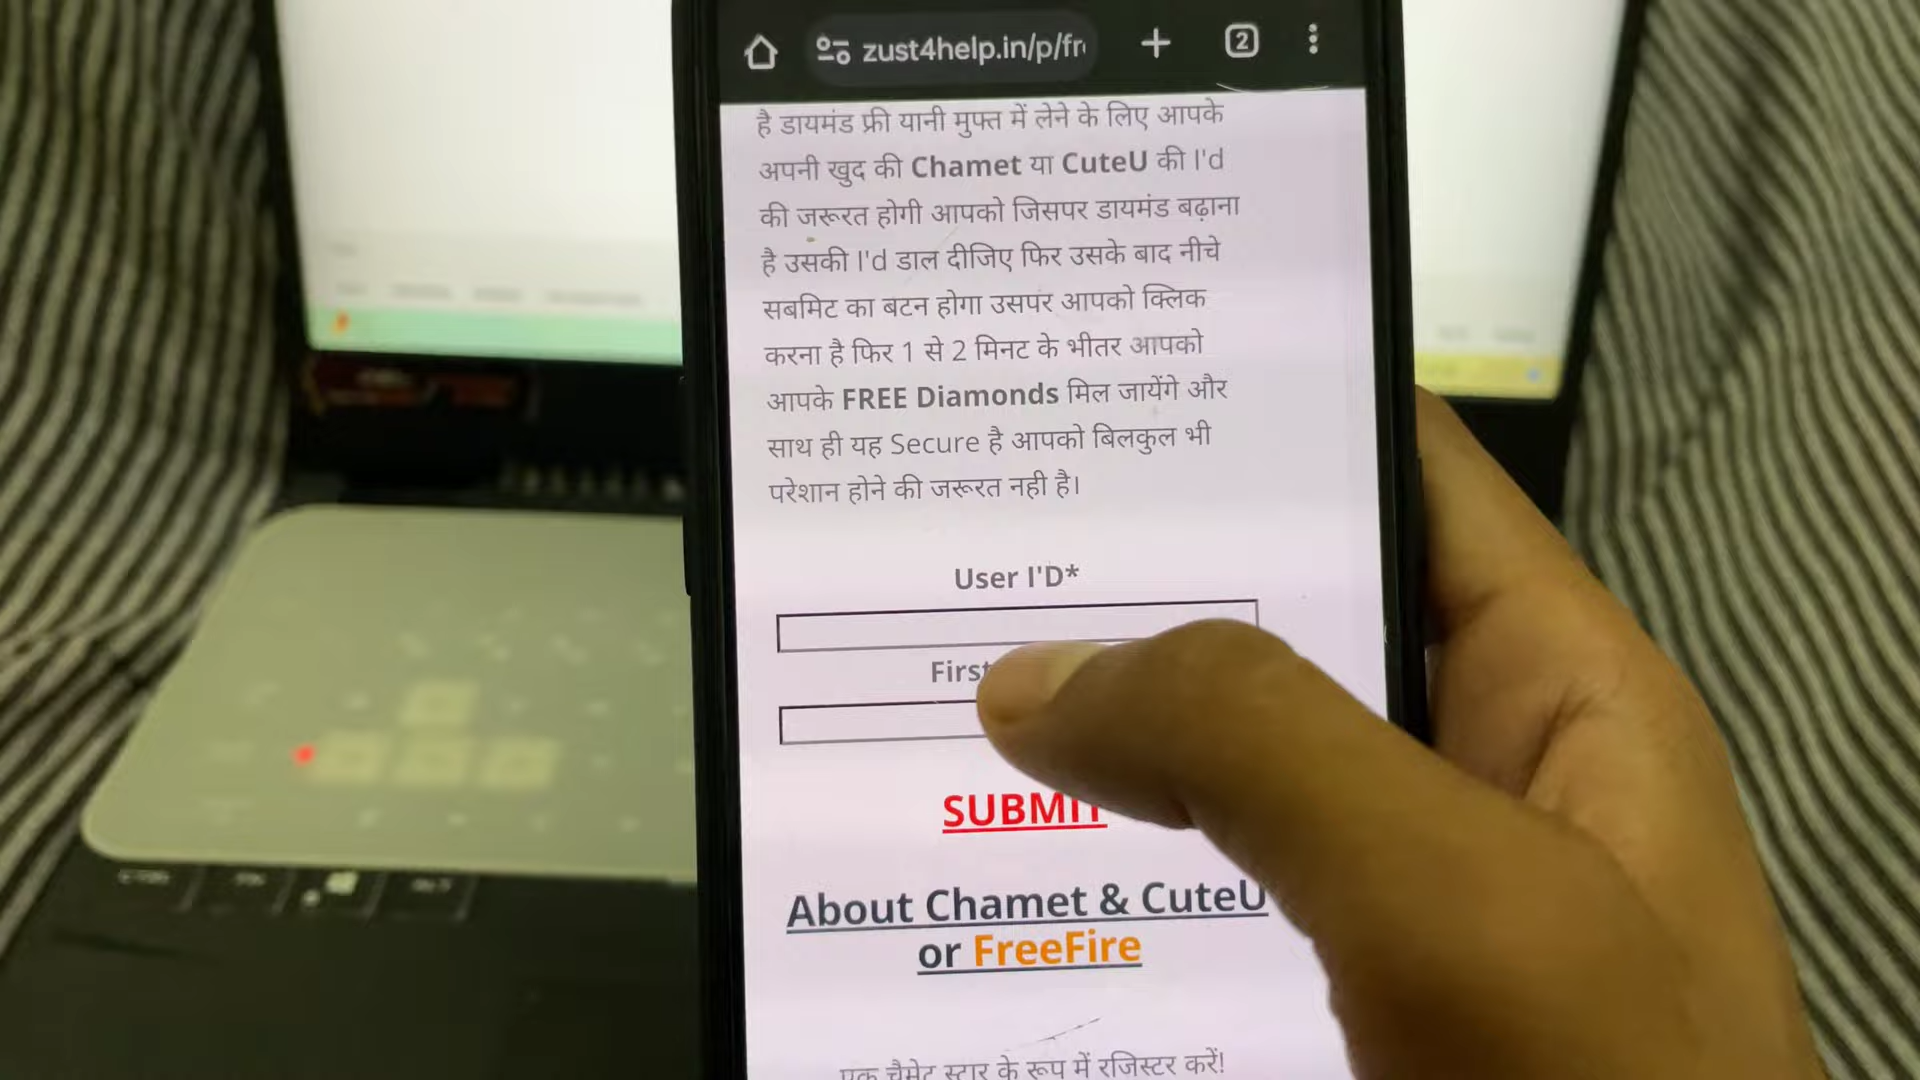 zust4help.in/p/fr
2
है डायमंड फ्री यानी मुफ्त में लेने के लिए आपके
अपनी खुद की Chamet या CuteU की I'd
की जरूरत होगी आपको जिसपर डायमंड बढ़ाना
है उसकी I'd डाल दीजिए फिर उसके बाद नीचे
सबमिट का बटन होगा उसपर आपको क्लिक
करना है फिर 1 से 2 मिनट के भीतर आपको
आपके FREE Diamonds मिल जायेंगे और
साथ ही यह Secure है आपको बिलकुल भी
परेशान होने की जरूरत नही है।
User I'D*
First
SUBMIT
About Chamet & CuteU
or FreeFire
एक चैमेट स्टार के रूप में रजिस्टर करें!